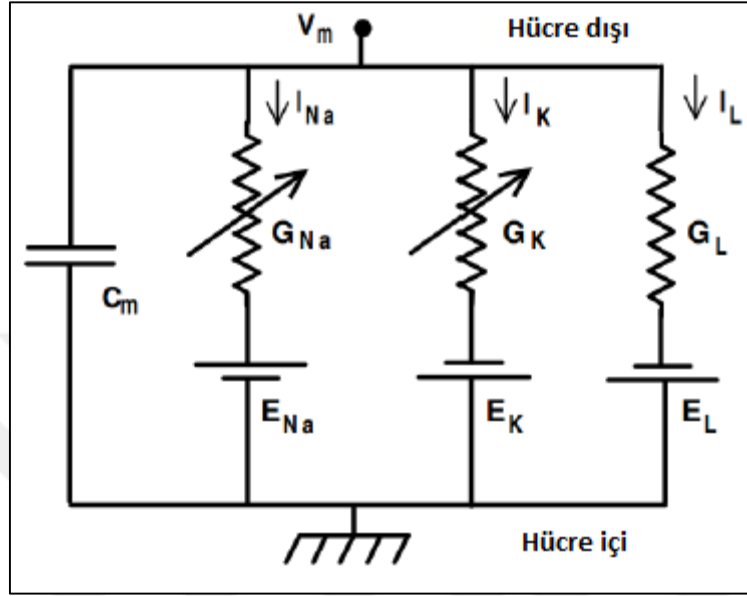 Vm Hücre dışı
INa IK IL
GNa GK GL
Cm
ENa EK EL
Hücre içi